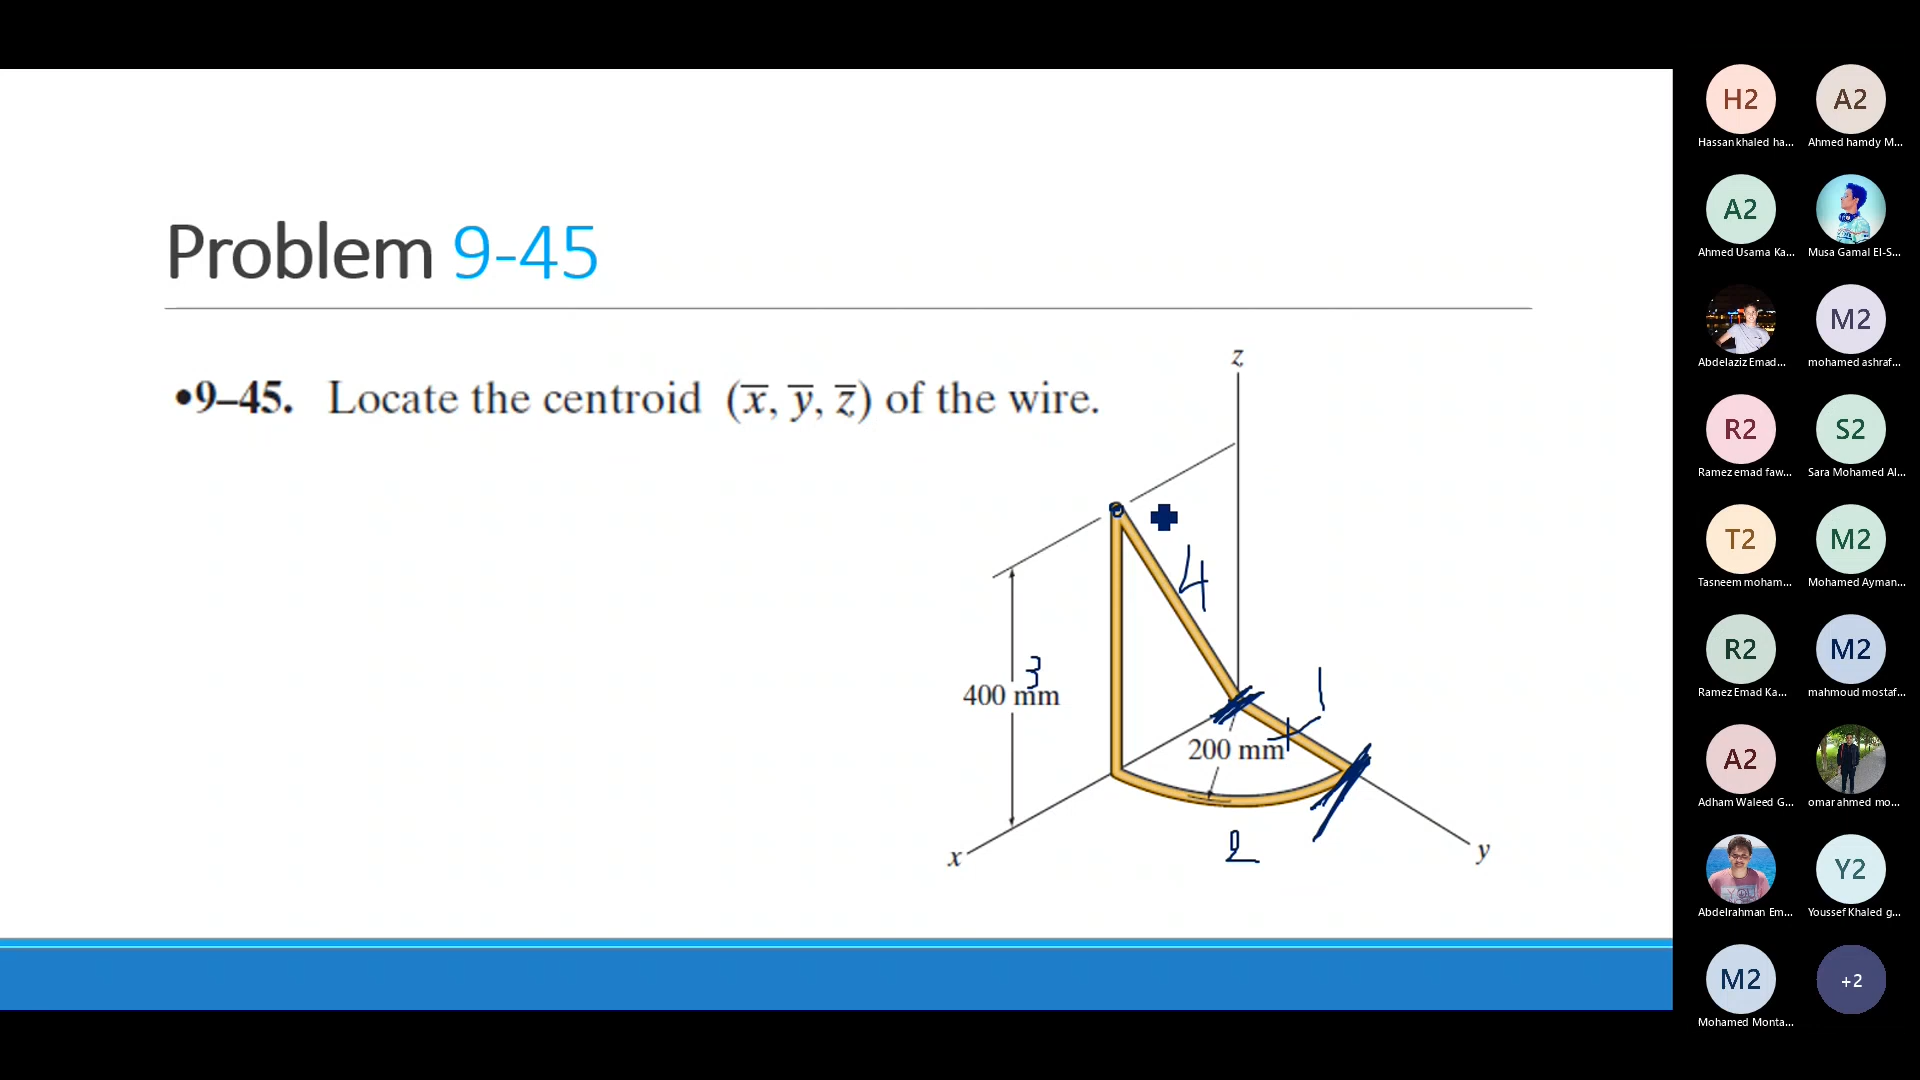 Problem 9-45
•9–45. Locate the centroid (x̅, y̅, z̅) of the wire.
z
4
3
400 mm
1
200 mm
2
x
y
H2
A2
Hassan khaled ha...
Ahmed hamdy M...
A2
Ahmed Usama Ka...
Musa Gamal El-S...
M2
Abdelaziz Emad...
mohamed ashraf...
R2
S2
Ramez emad faw...
Sara Mohamed Al...
T2
M2
Tasneem moham...
Mohamed Ayman...
R2
M2
Ramez Emad Ka...
mahmoud mostaf...
A2
Adham Waleed G...
omar ahmed mo...
Y2
Abdelrahman Em...
Youssef Khaled g...
M2
+2
Mohamed Monta...